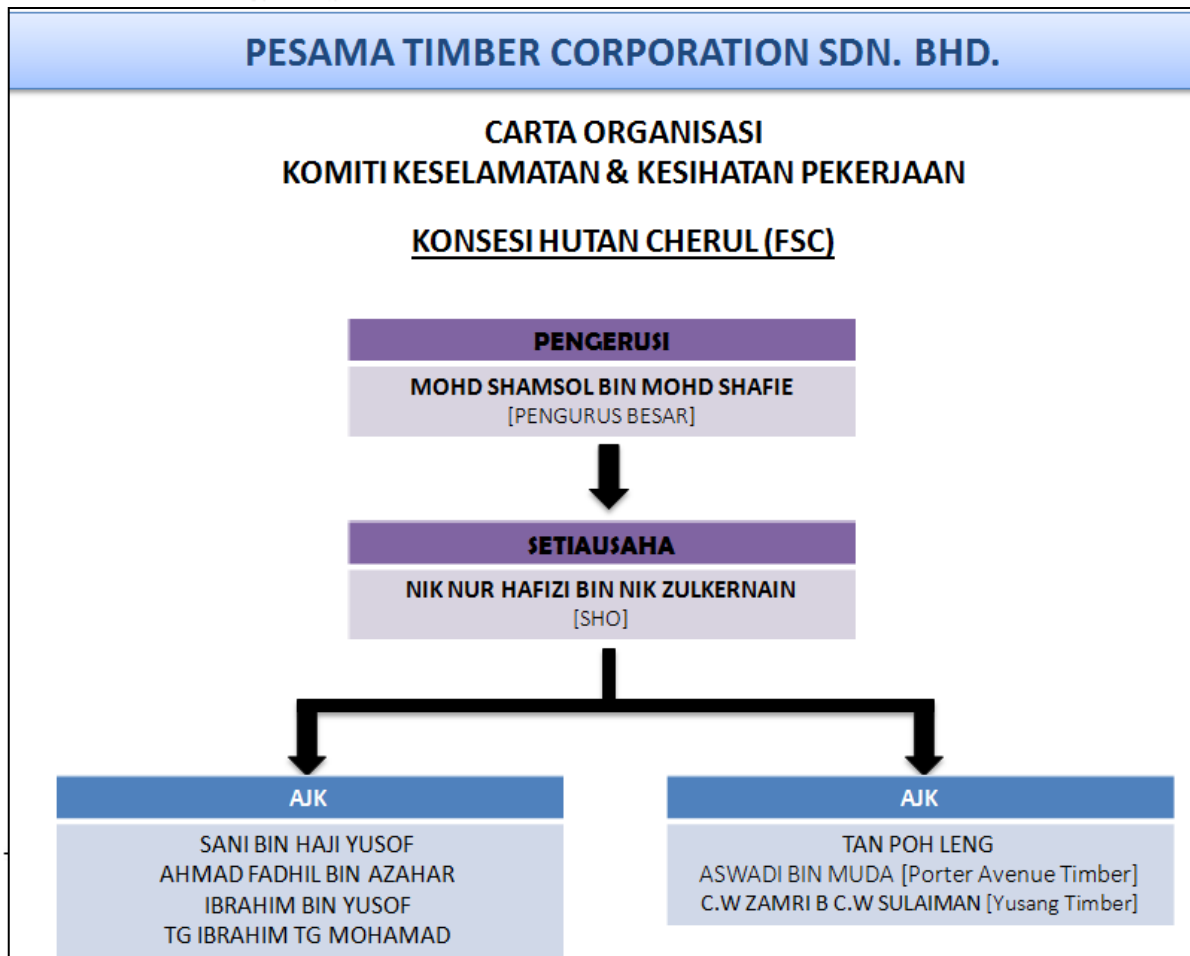 PESAMA TIMBER CORPORATION SDN. BHD.
CARTA ORGANISASI
KOMITI KESELAMATAN & KESIHATAN PEKERJAAN
KONSESI HUTAN CHERUL (FSC)
PENGERUSI
MOHD SHAMSOL BIN MOHD SHAFIE
[PENGURUS BESAR]
SETIAUSAHA
NIK NUR HAFIZI BIN NIK ZULKERNAIN
[SHO]
AJK
SANI BIN HAJI YUSOF
AHMAD FADHIL BIN AZAHAR
IBRAHIM BIN YUSOF
TG IBRAHIM TG MOHAMAD
AJK
TAN POH LENG
ASWADI BIN MUDA [Porter Avenue Timber]
C.W ZAMRI B C.W SULAIMAN [Yusang Timber]